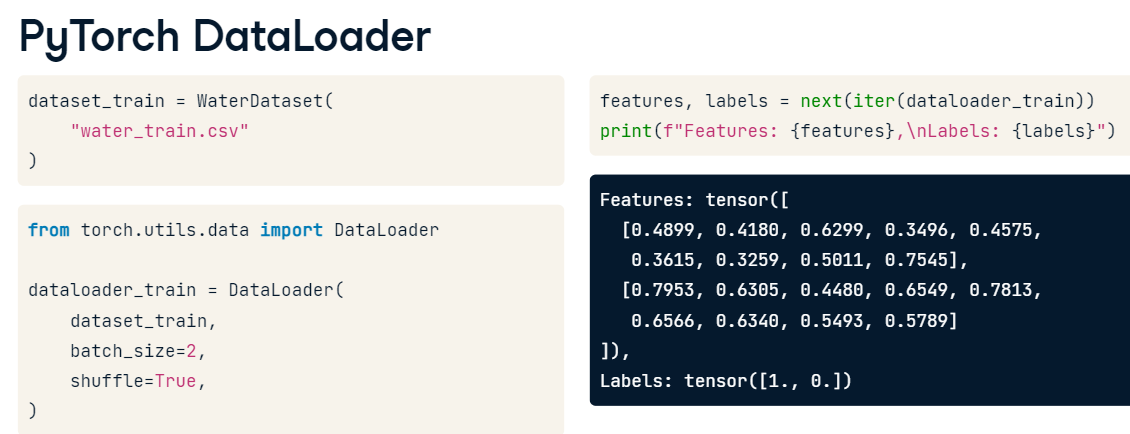 PyTorch DataLoader
dataset_train = WaterDataset(
    "water_train.csv"
)
from torch.utils.data import DataLoader
dataloader_train = DataLoader(
    dataset_train,
    batch_size=2,
    shuffle=True,
)
features, labels = next(iter(dataloader_train))
print(f"Features: {features},\nLabels: {labels}")
Features: tensor([
  [0.4899, 0.4180, 0.6299, 0.3496, 0.4575,
   0.3615, 0.3259, 0.5011, 0.7545],
  [0.7953, 0.6305, 0.4480, 0.6549, 0.7813,
   0.6566, 0.6340, 0.5493, 0.5789]
]),
Labels: tensor([1., 0.])